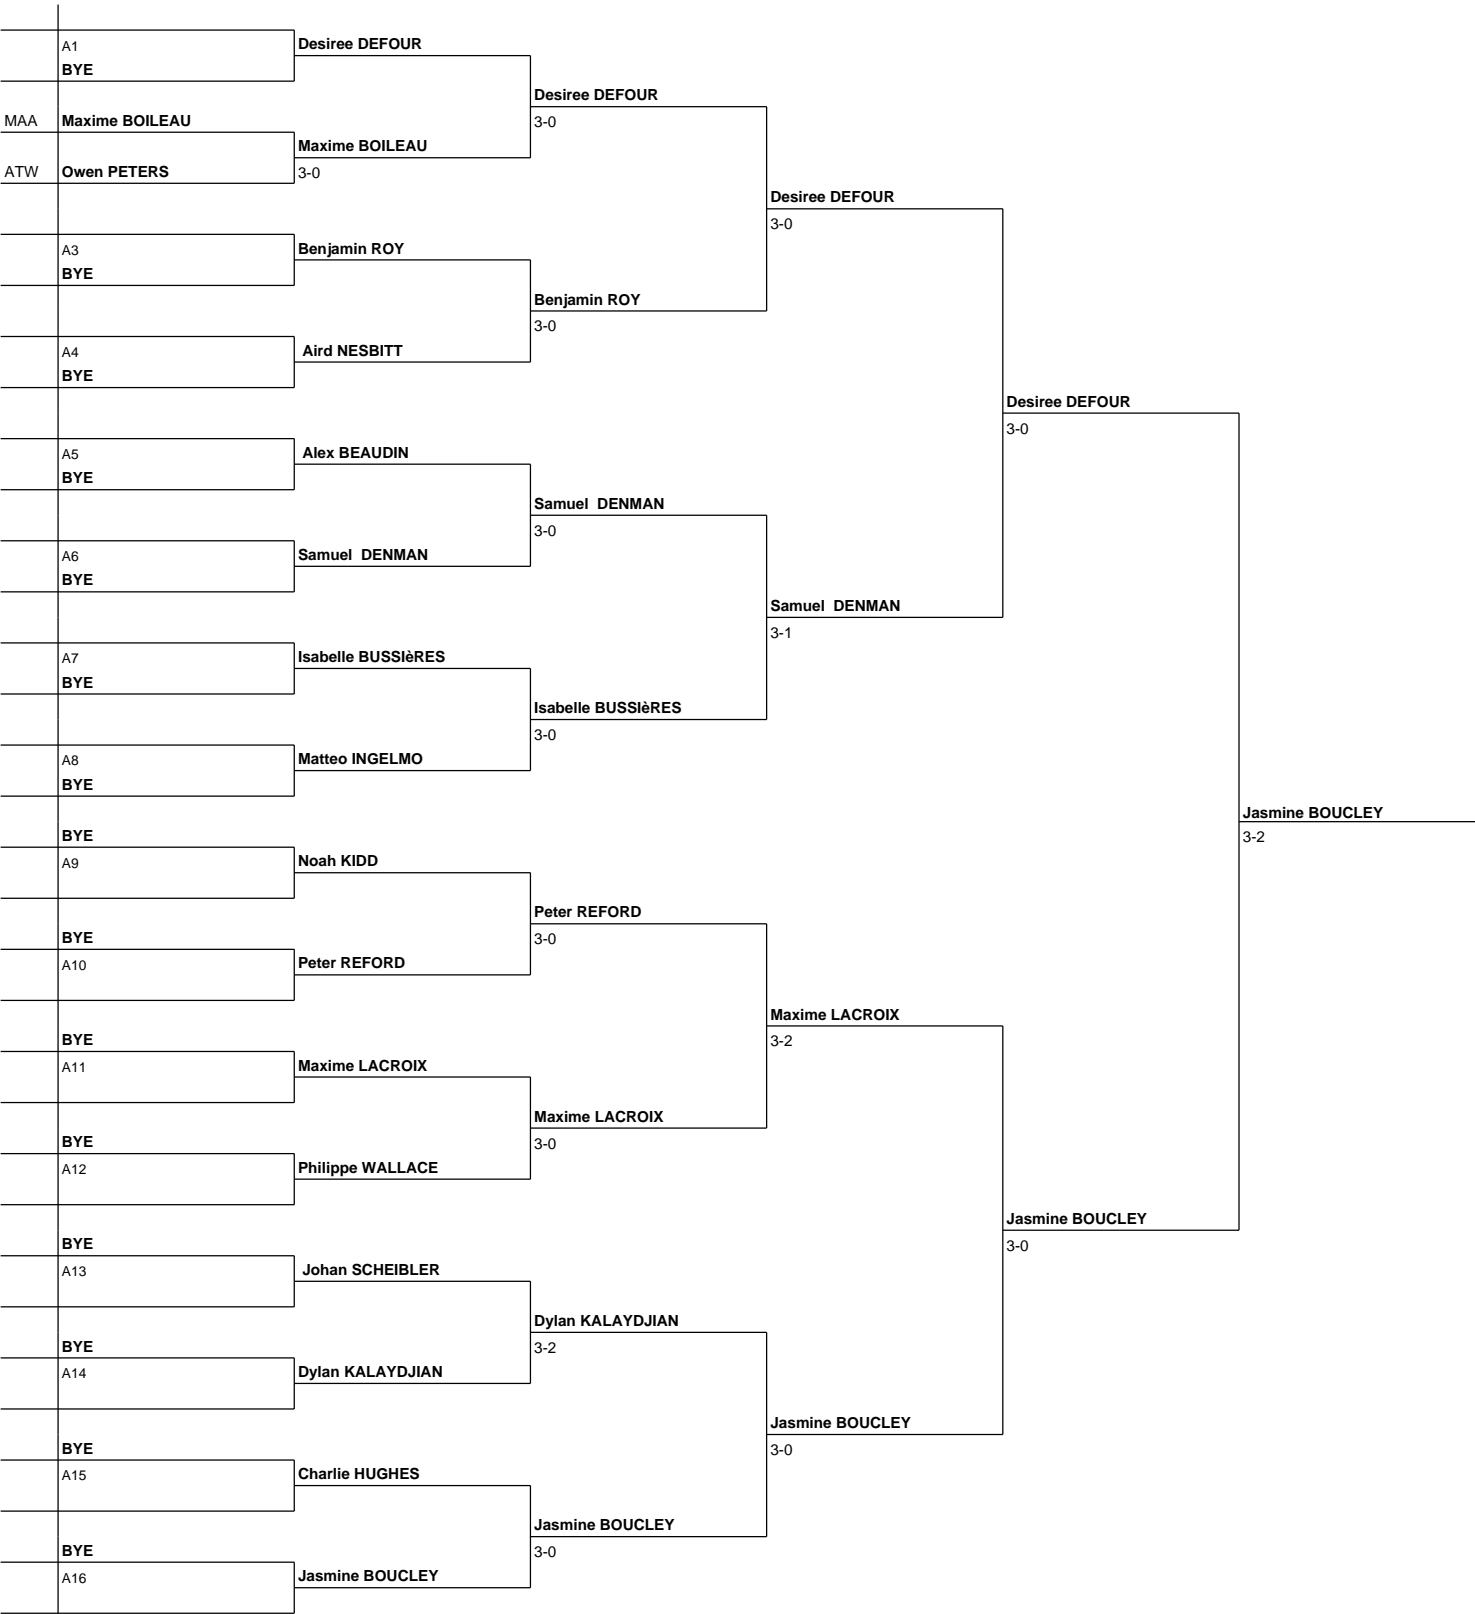 A1
Desiree DEFOUR
BYE
Desiree DEFOUR
3-0
MAA Maxime BOILEAU
Maxime BOILEAU
ATW Owen PETERS
3-0
Desiree DEFOUR
3-0
A3
Benjamin ROY
BYE
Benjamin ROY
3-0
A4
Aird NESBITT
BYE
Desiree DEFOUR
3-0
A5
Alex BEAUDIN
BYE
Samuel  DENMAN
3-0
A6
Samuel  DENMAN
BYE
Samuel  DENMAN
3-1
A7
Isabelle BUSSIèRES
BYE
Isabelle BUSSIèRES
3-0
A8
Matteo INGELMO
BYE
Jasmine BOUCLEY
3-2
BYE
A9
Noah KIDD
Peter REFORD
3-0
BYE
A10
Peter REFORD
Maxime LACROIX
3-2
BYE
A11
Maxime LACROIX
Maxime LACROIX
3-0
BYE
A12
Philippe WALLACE
Jasmine BOUCLEY
3-0
BYE
A13
Johan SCHEIBLER
Dylan KALAYDJIAN
3-2
BYE
A14
Dylan KALAYDJIAN
Jasmine BOUCLEY
3-0
BYE
A15
Charlie HUGHES
Jasmine BOUCLEY
3-0
BYE
A16
Jasmine BOUCLEY